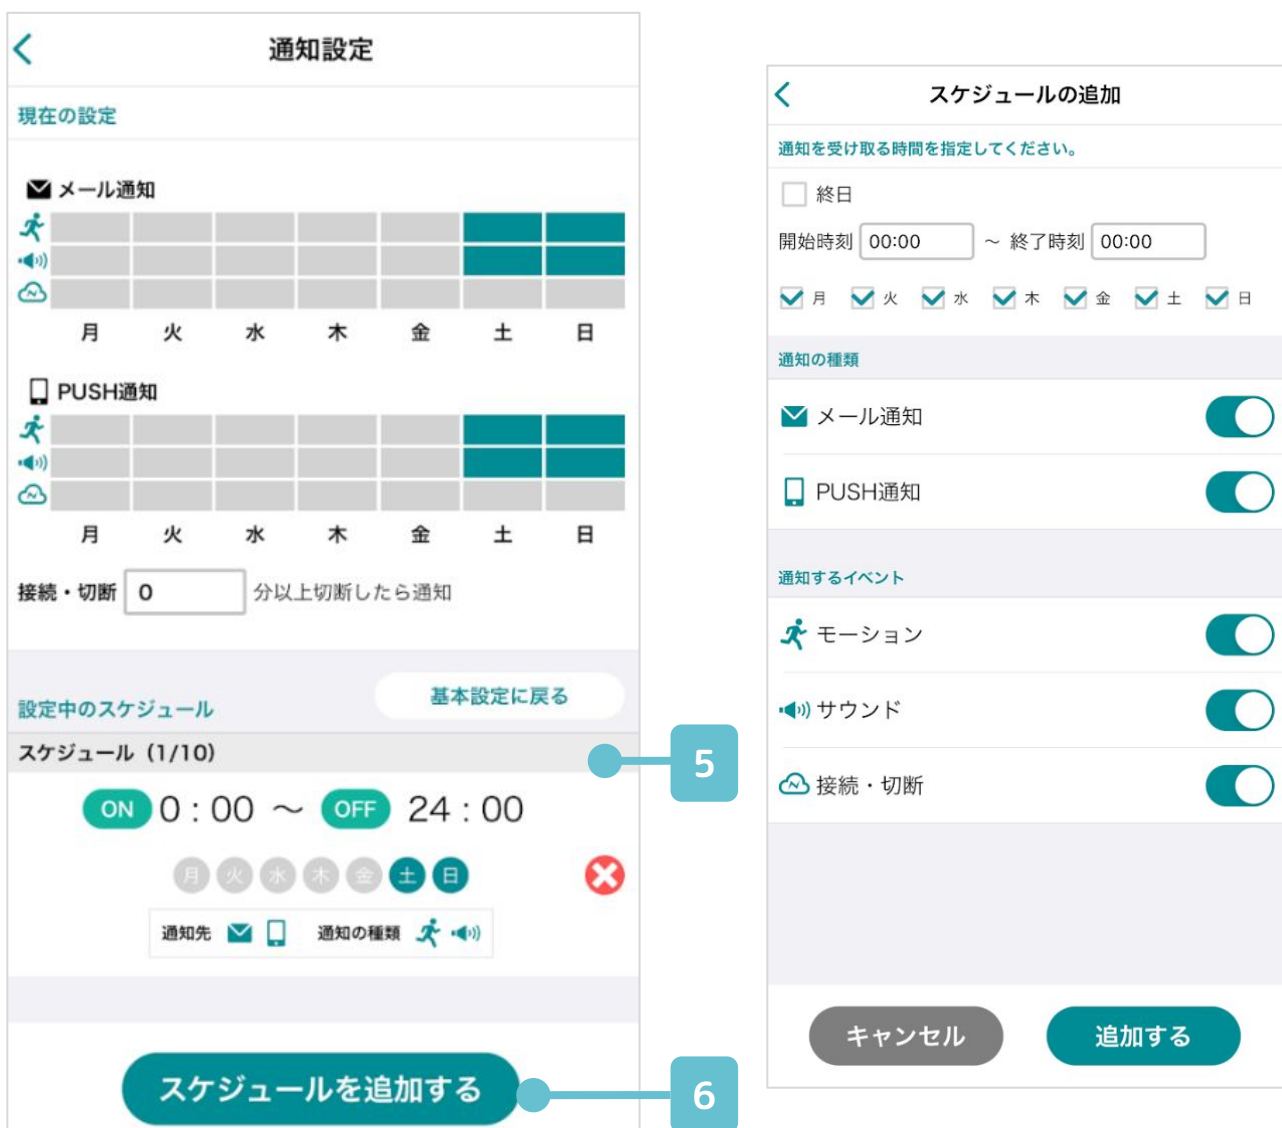 通知設定
現在の設定
メール通知
月 火 水 木 金 土 日
PUSH通知
月 火 水 木 金 土 日
接続・切断 0 分以上切断したら通知
設定中のスケジュール 基本設定に戻る
スケジュール（1/10）
ON 0：00 ～ OFF 24：00
月 火 水 木 金 土 日
通知先 通知の種類
スケジュールを追加する
5
6
スケジュールの追加
通知を受け取る時間を指定してください。
終日
開始時刻 00:00 ～ 終了時刻 00:00
月 火 水 木 金 土 日
通知の種類
メール通知
PUSH通知
通知するイベント
モーション
サウンド
接続・切断
キャンセル 追加する